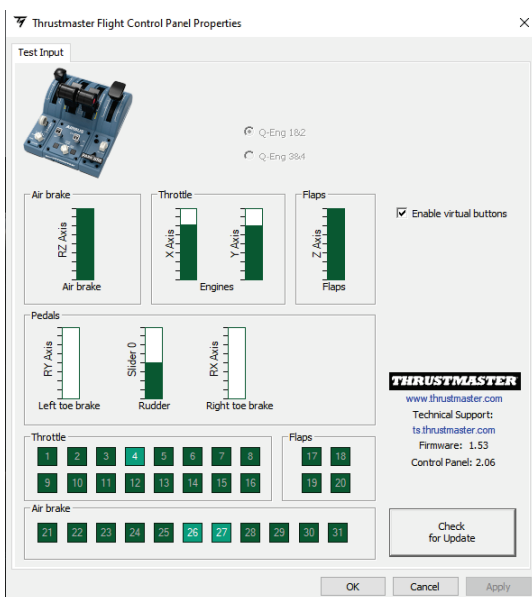 Thrustmaster Flight Control Panel Properties
Test Input
AIRBUS
Q-Eng 1&2
Q-Eng 3&4
Air brake
Throttle
Flaps
Enable virtual buttons
RZ Axis
X Axis
Y Axis
Z Axis
Air brake
Engines
Flaps
Pedals
RY Axis
Slider 0
RX Axis
Left toe brake
Rudder
Right toe brake
THRUSTMASTER
www.thrustmaster.com
Technical Support:
ts.thrustmaster.com
Firmware: 1.53
Control Panel: 2.06
Throttle
Flaps
1 2 3 4 5 6 7 8
17 18
9 10 11 12 13 14 15 16
19 20
Air brake
21 22 23 24 25 26 27 28 29 30 31
Check
for Update
OK
Cancel
Apply